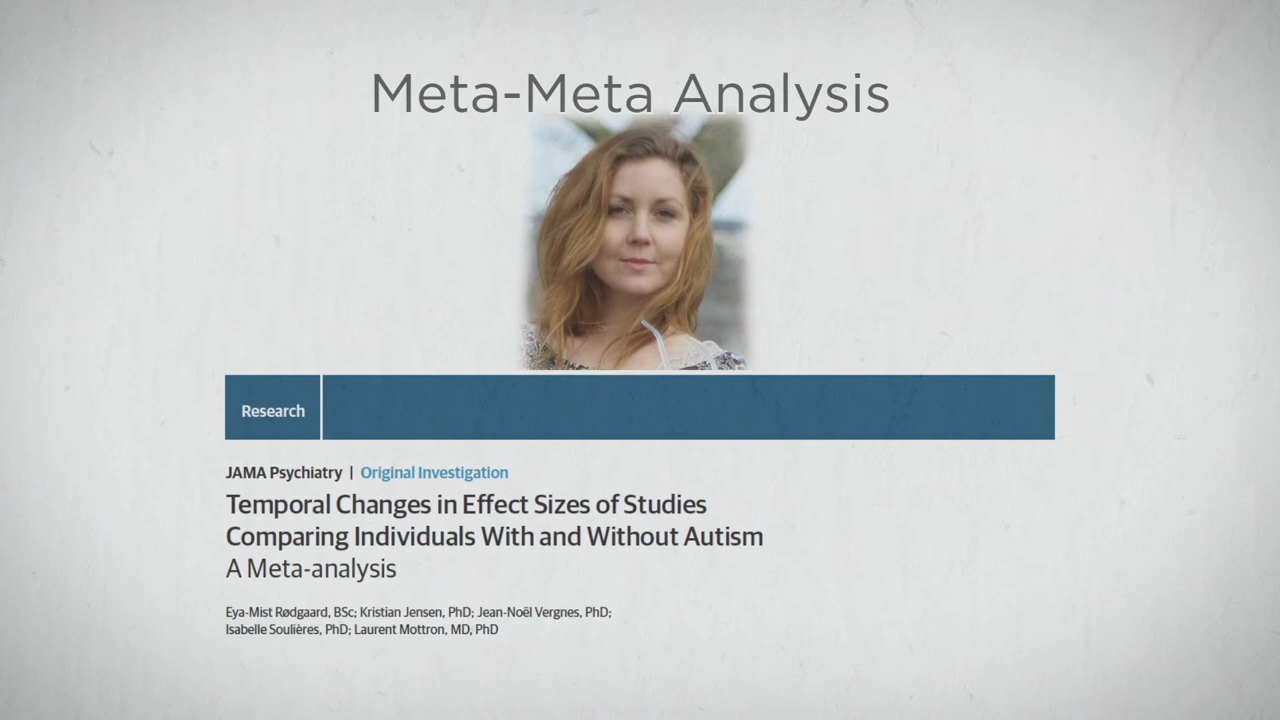 Meta-Meta Analysis
Research
JAMA Psychiatry | Original Investigation
Temporal Changes in Effect Sizes of Studies
Comparing Individuals With and Without Autism
A Meta-analysis
Eya-Mist Rødgaard, BSc; Kristian Jensen, PhD; Jean-Noël Vergnes, PhD;
Isabelle Soulières, PhD; Laurent Mottron, MD, PhD